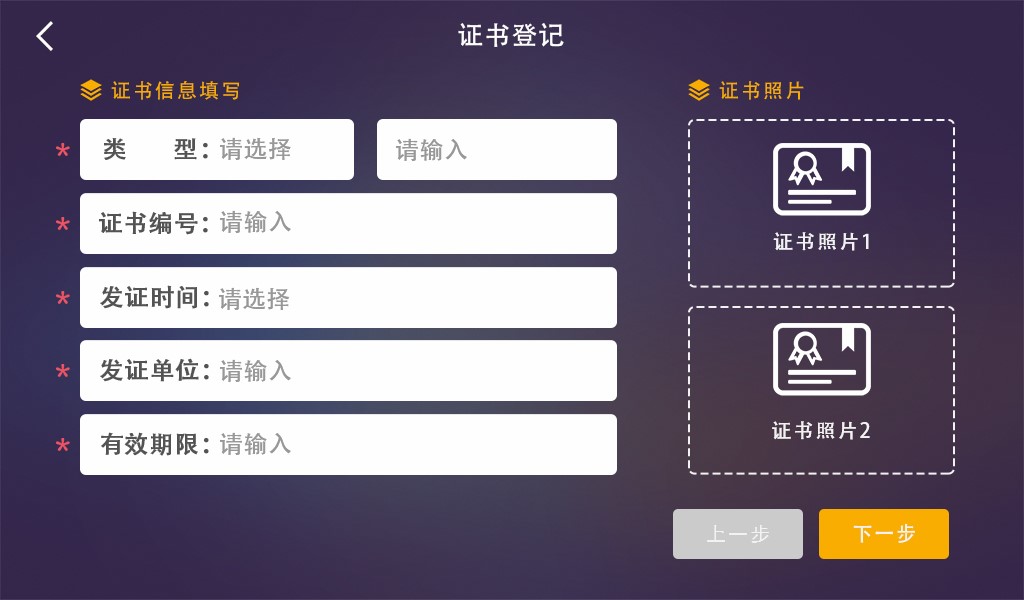 证书登记
证书信息填写
* 类 型：请选择
请输入
* 证书编号：请输入
* 发证时间：请选择
* 发证单位：请输入
* 有效期限：请输入
证书照片
证书照片1
证书照片2
上一步
下一步